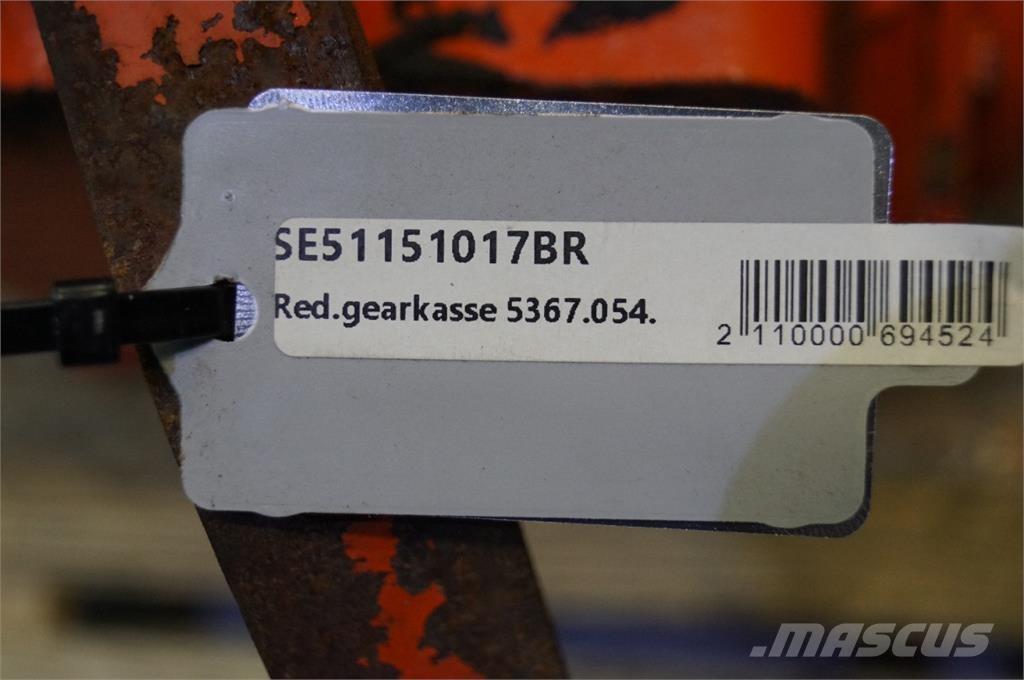 SE51151017BR
Red.gearkasse 5367.054.
2 110000 694524
.MASCUS